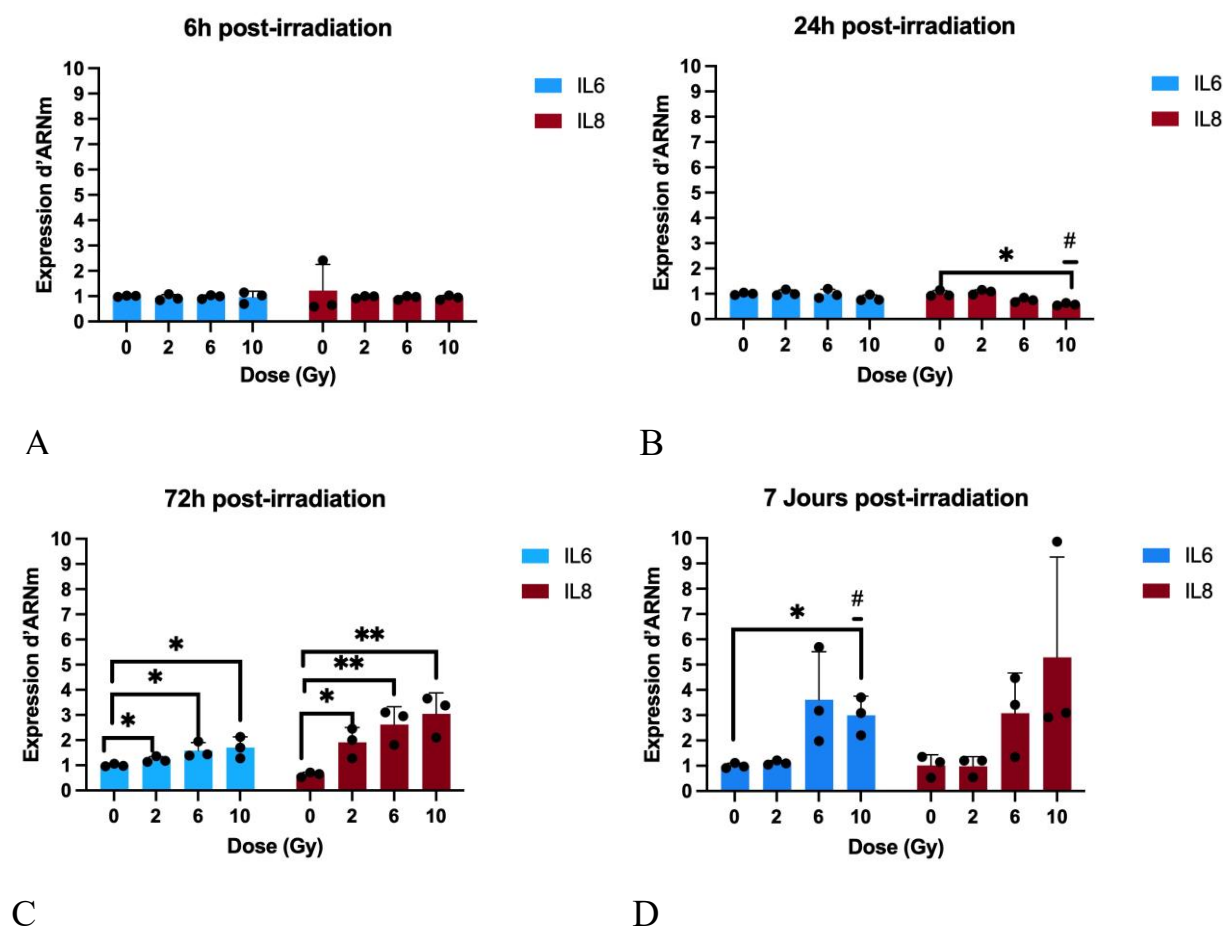 6h post-irradiation
Expression d'ARNm
10
9
8
7
6
5
4
3
2
1
0
IL6
IL8
0 2 6 10 0 2 6 10
Dose (Gy)
A
24h post-irradiation
Expression d'ARNm
10
9
8
7
6
5
4
3
2
1
0
IL6
IL8
#
*
0 2 6 10 0 2 6 10
Dose (Gy)
B
72h post-irradiation
Expression d'ARNm
10
9
8
7
6
5
4
3
2
1
0
IL6
IL8
*
*
*
**
**
*
0 2 6 10 0 2 6 10
Dose (Gy)
C
7 Jours post-irradiation
Expression d'ARNm
10
9
8
7
6
5
4
3
2
1
0
IL6
IL8
#
*
0 2 6 10 0 2 6 10
Dose (Gy)
D